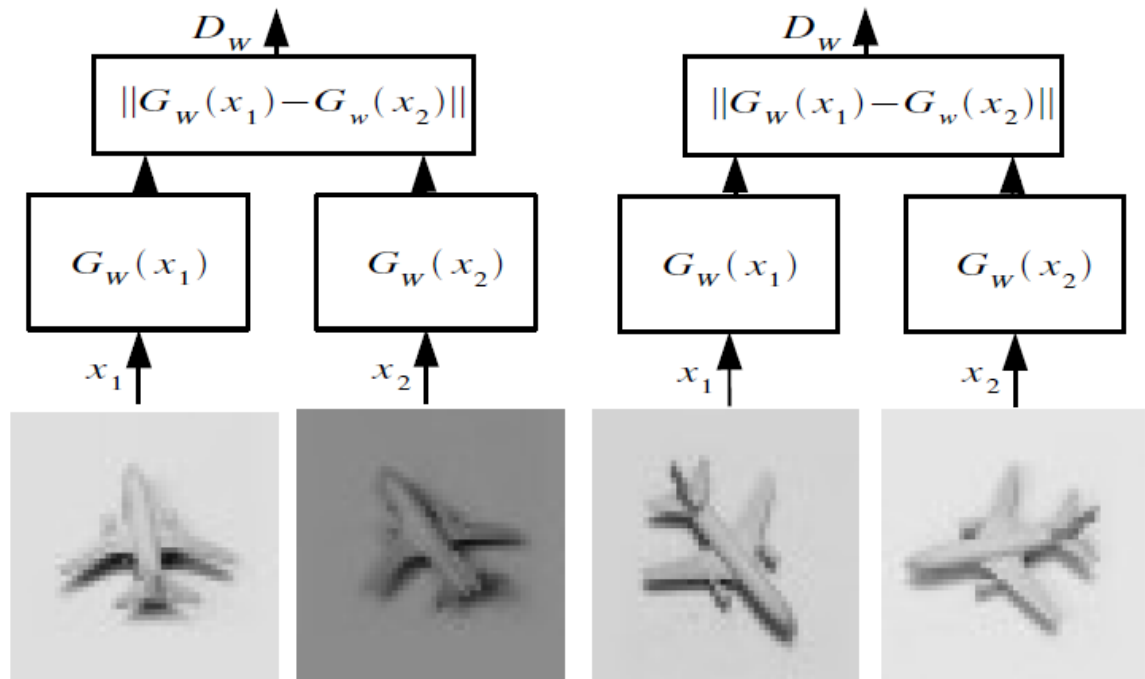 D_w D_w
||G_w(x_1)−G_w(x_2)|| ||G_w(x_1)−G_w(x_2)||
G_w(x_1) G_w(x_2) G_w(x_1) G_w(x_2)
x_1 x_2 x_1 x_2